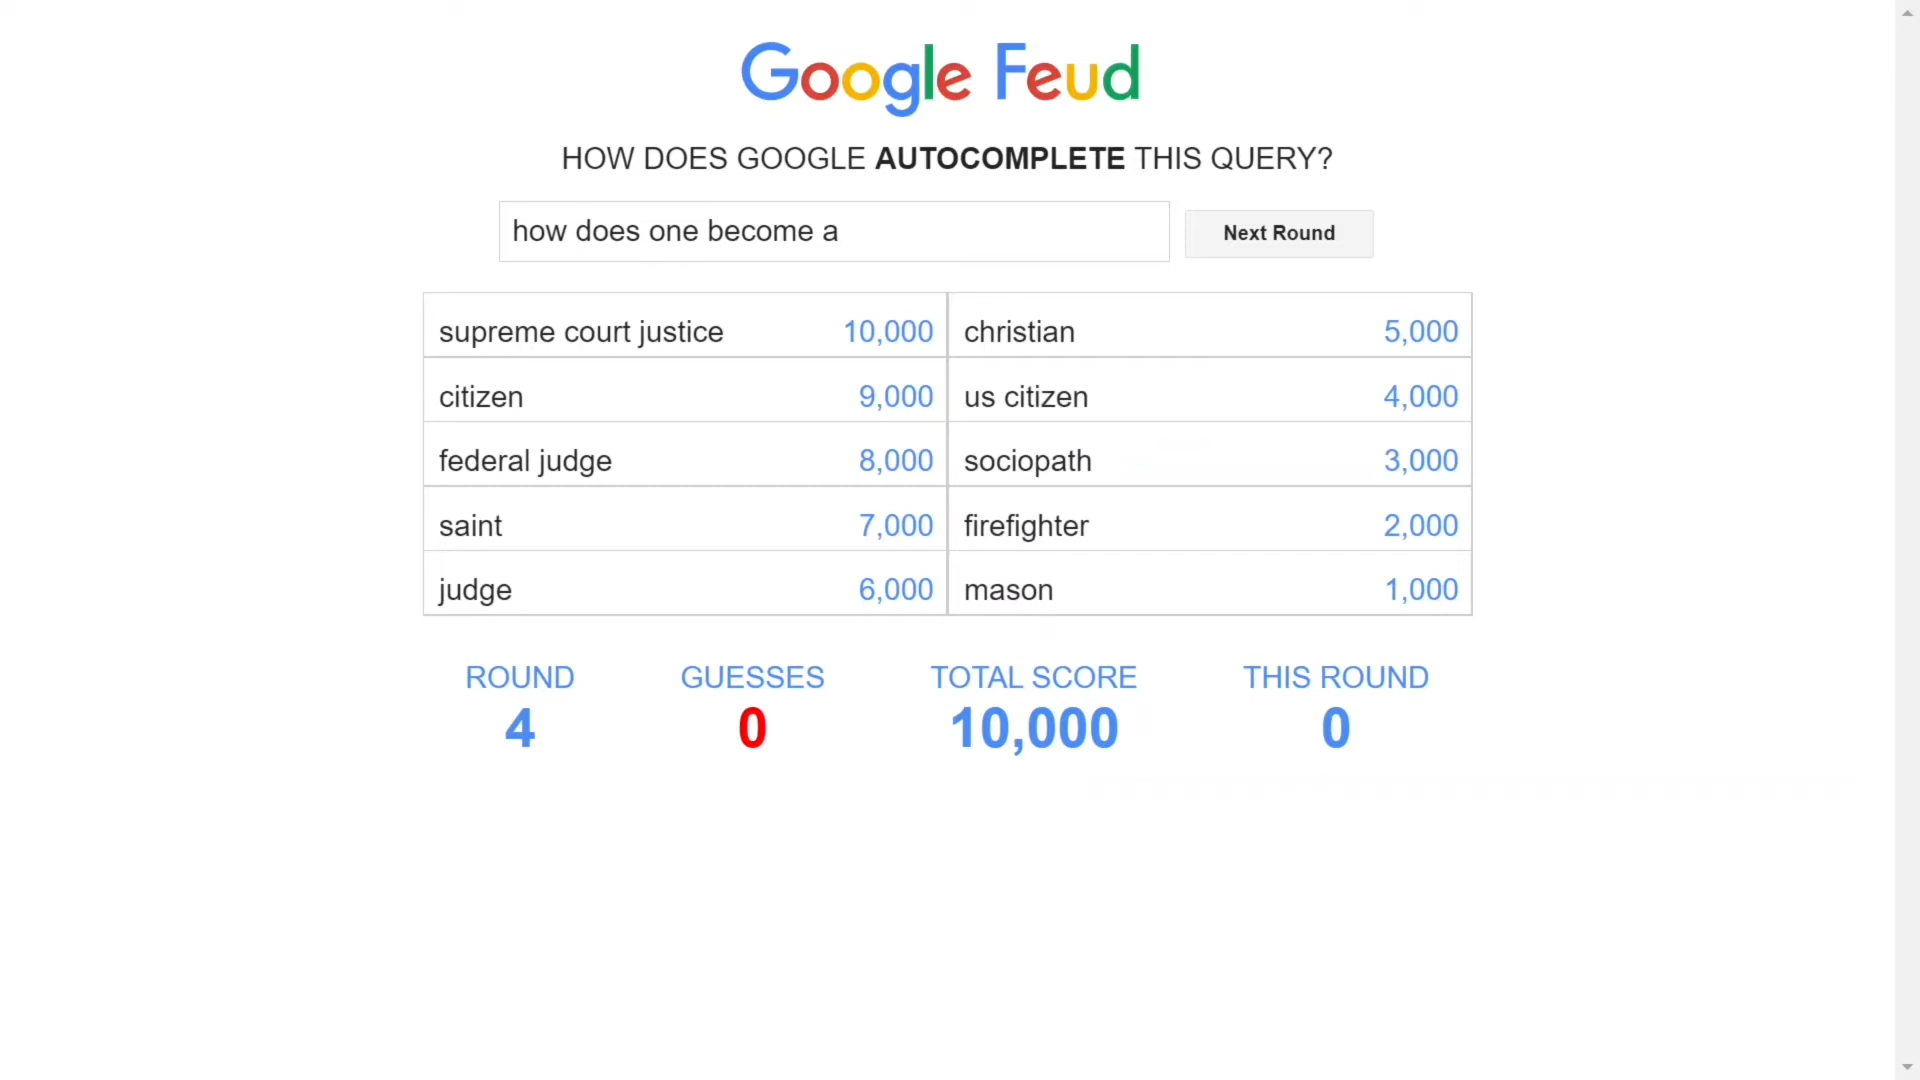 Google Feud
HOW DOES GOOGLE AUTOCOMPLETE THIS QUERY?
how does one become a
Next Round
supreme court justice 10,000
christian 5,000
citizen 9,000
us citizen 4,000
federal judge 8,000
sociopath 3,000
saint 7,000
firefighter 2,000
judge 6,000
mason 1,000
ROUND GUESSES TOTAL SCORE THIS ROUND
4 0 10,000 0